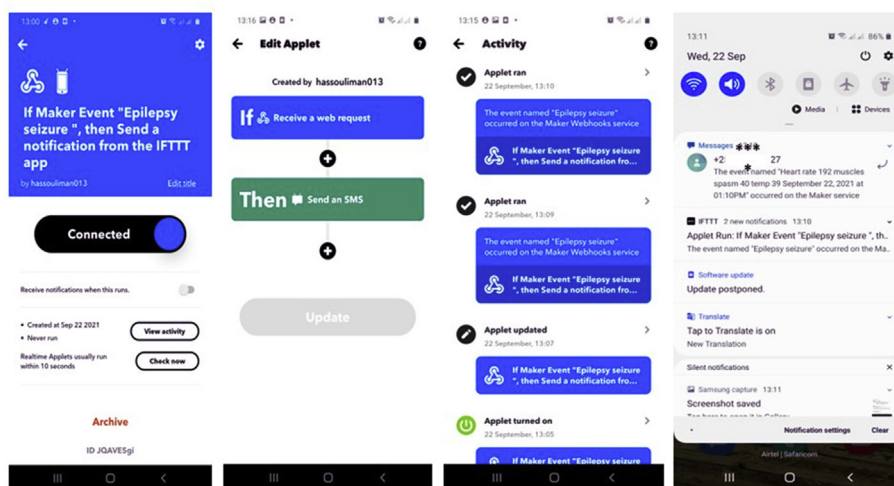 13:00
If Maker Event "Epilepsy
seizure ", then Send a
notification from the IFTTT
app
by hassouliman013
Edit title
Connected
Receive notifications when this runs.
• Created at Sep 22 2021
• Never run
View activity
Realtime Applets usually run
within 10 seconds
Check now
Archive
ID JQAVESgi
13:16
Edit Applet
?
Created by hassouliman013
If Receive a web request
Then Send an SMS
Update
13:15
Activity
?
Applet ran
22 September, 13:10
The event named "Epilepsy seizure"
occurred on the Maker Webhooks service
If Maker Event "Epilepsy seizure
", then Send a notification fro...
Applet ran
22 September, 13:09
The event named "Epilepsy seizure"
occurred on the Maker Webhooks service
If Maker Event "Epilepsy seizure
", then Send a notification fro...
Applet updated
22 September, 13:07
If Maker Event "Epilepsy seizure
", then Send a notification fro...
Applet turned on
22 September, 13:05
If Maker Event "Epilepsy seizure
13:11
86%
Wed, 22 Sep
Media
Devices
Messages ***
+2 * 27
The event named "Heart rate 192 muscles
spasm 40 temp 39 September 22, 2021 at
01:10PM" occurred on the Maker service
IFTTT 2 new notifications 13:10
Applet Run: If Maker Event "Epilepsy seizure ", th..
The event named "Epilepsy seizure" occurred on the Ma..
Software update
Update postponed.
Translate
Tap to Translate is on
New Translation
Silent notifications
Samsung capture 13:11
Screenshot saved
Tap here to open it in Gallery
Notification settings
Clear
Airtel | Safaricom